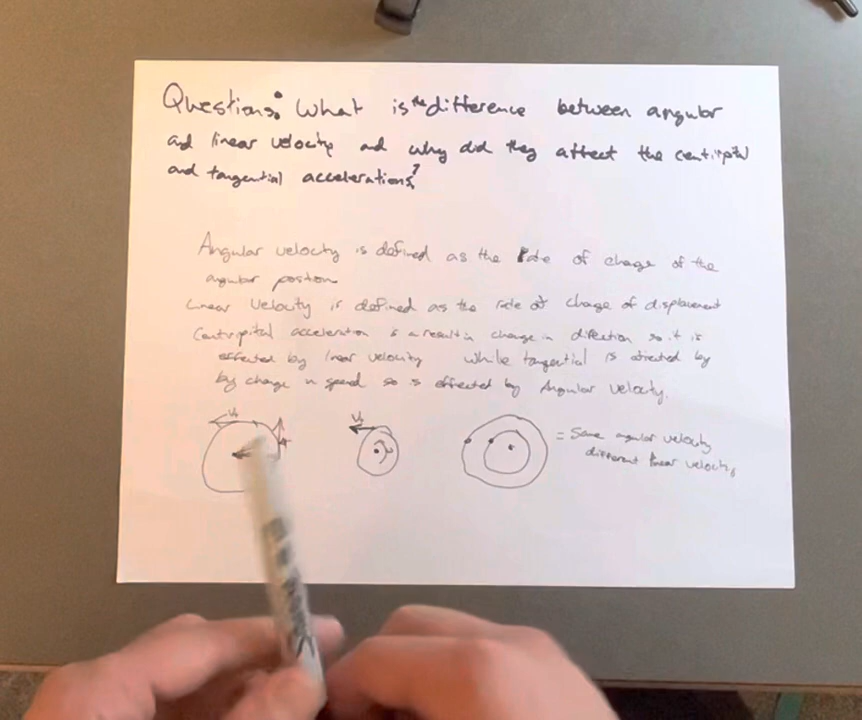 Questions: What is the difference between angular
and linear velocity and why did they affect the centripital
and tangential accelerations?
Angular velocity is defined as the Rate of change of the
angular position
Linear Velocity is defined as the rate of change of displacement
Centripital acceleration is a result in change in direction so it is
effected by linear velocity while tangential is affected by
by change in speed so is effected by Angular velocity.
= Same angular velocity
different linear velocity